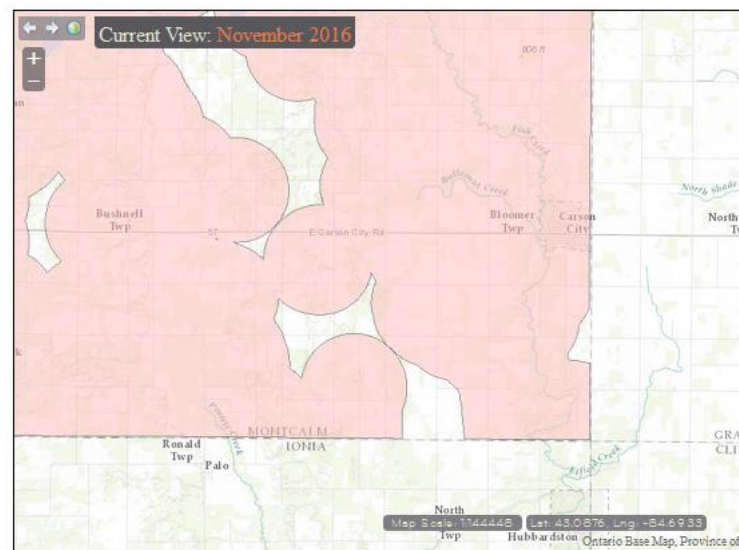 Current View: November 2016
806 ft
Fish Creek
Butternut Creek
North Shade
Bushnell
Twp
57
E Carson City Rd
Bloomer
Twp
Carson
City
North
MONTCALM
IONIA
GRA
CLI
Prairie Creek
Ronald
Twp
Palo
North
Twp
Hubbardston
Map Scale: 1:144448
Lat: 43.0876, Lng: -84.6933
Ontario Base Map, Province of